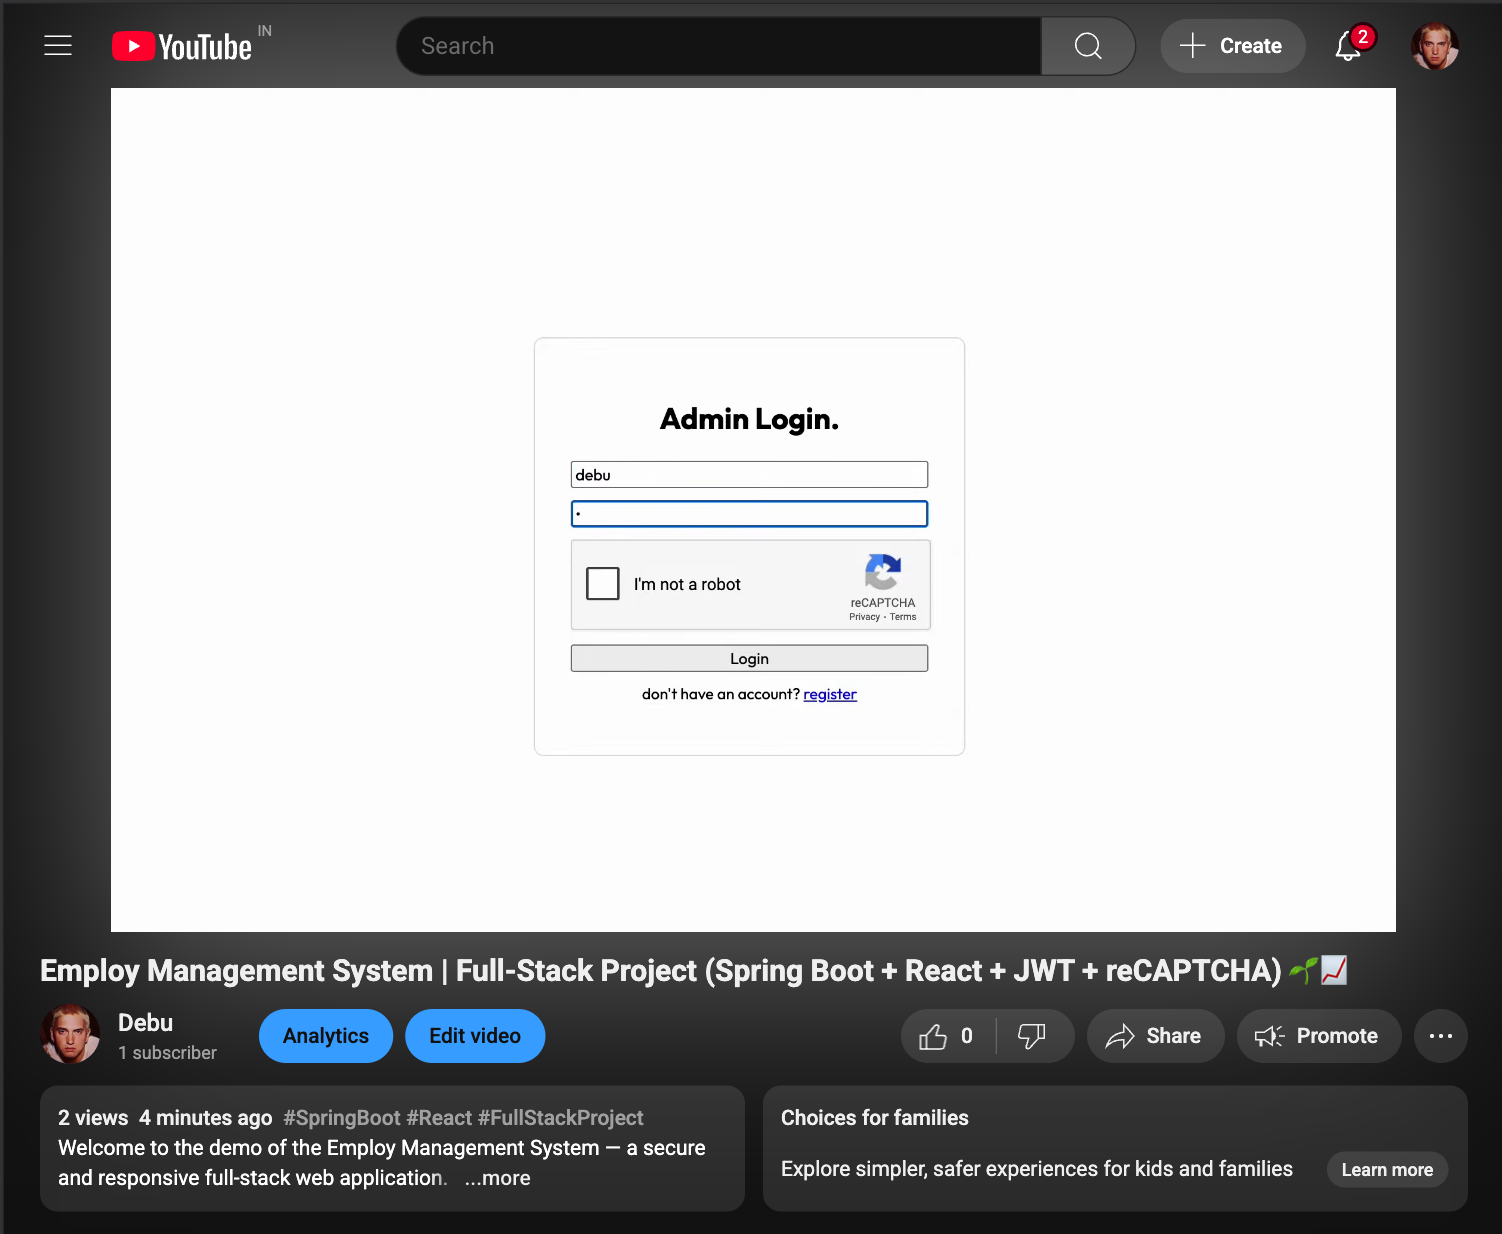 YouTube IN
Search
Create
2
Admin Login.
debu
I'm not a robot
reCAPTCHA
Privacy - Terms
Login
don't have an account? register
Employ Management System | Full-Stack Project (Spring Boot + React + JWT + reCAPTCHA) 🌱📈
Debu
1 subscriber
Analytics
Edit video
0
Share
Promote
2 views 4 minutes ago #SpringBoot #React #FullStackProject
Welcome to the demo of the Employ Management System — a secure
and responsive full-stack web application. ...more
Choices for families
Explore simpler, safer experiences for kids and families
Learn more